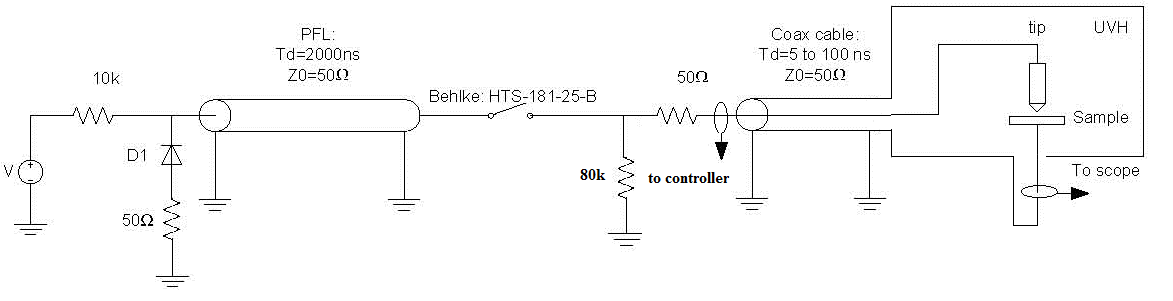 PFL:
Td=2000ns
Z0=50Ω
Coax cable:
Td=5 to 100 ns
Z0=50Ω
tip
UVH
10k
Behlke: HTS-181-25-B
50Ω
Sample
D1
V
+
-
80k
to controller
To scope
50Ω